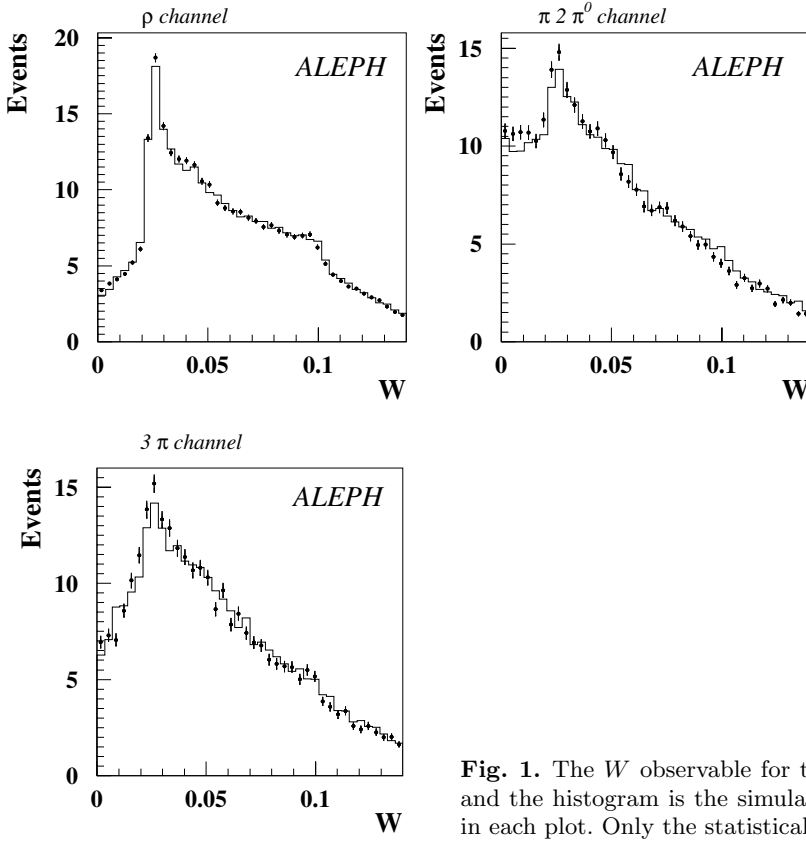 ρ channel
Events
20
15
10
5
0
0
0.05
0.1
W
ALEPH
π 2 π⁰ channel
Events
15
10
5
0
0
0.05
0.1
W
ALEPH
3 π channel
Events
15
10
5
0
0
0.05
0.1
W
ALEPH
Fig. 1. The W observable for
and the histogram is the
in each plot. Only the statistical